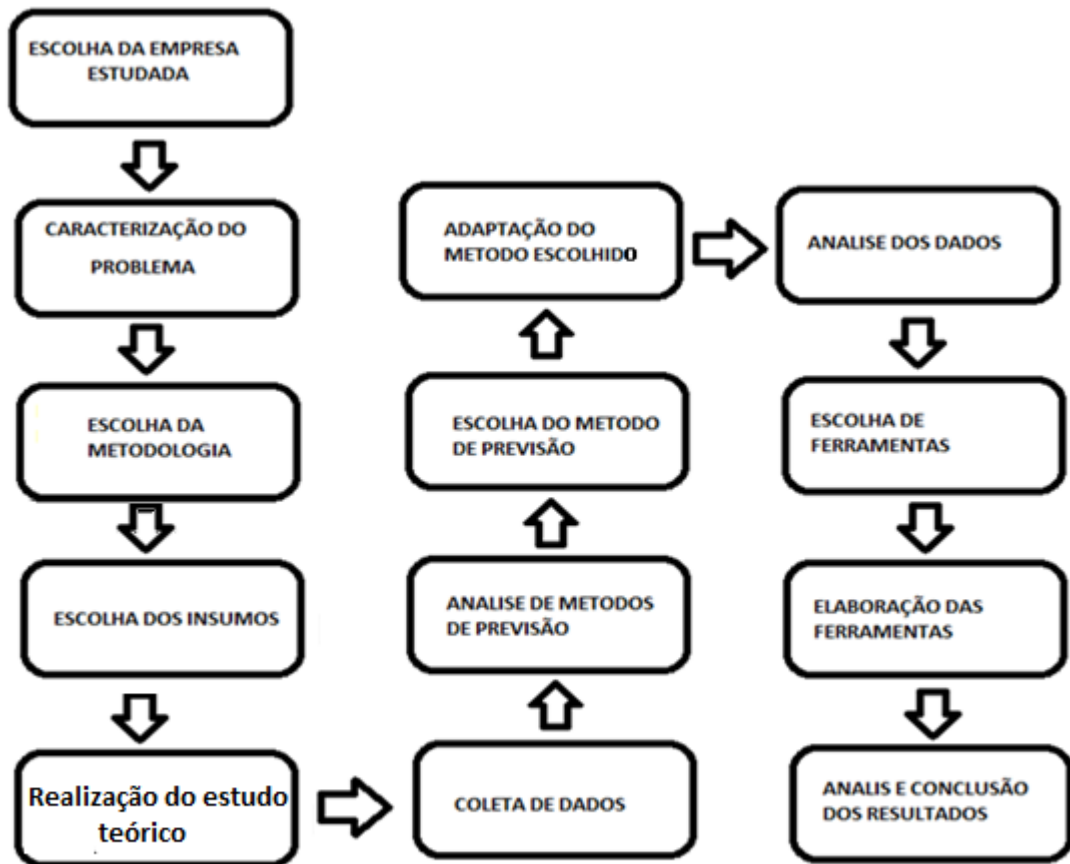 ESCOLHA DA EMPRESA
ESTUDADA
CARACTERIZAÇÃO DO
PROBLEMA
ESCOLHA DA
METODOLOGIA
ESCOLHA DOS INSUMOS
Realização do estudo
teórico
COLETA DE DADOS
ANALISE DE METODOS
DE PREVISÃO
ESCOLHA DO METODO
DE PREVISÃO
ADAPTAÇÃO DO
METODO ESCOLHIDO
ANALISE DOS DADOS
ESCOLHA DE
FERRAMENTAS
ELABORAÇÃO DAS
FERRAMENTAS
ANALIS E CONCLUSÃO
DOS RESULTADOS